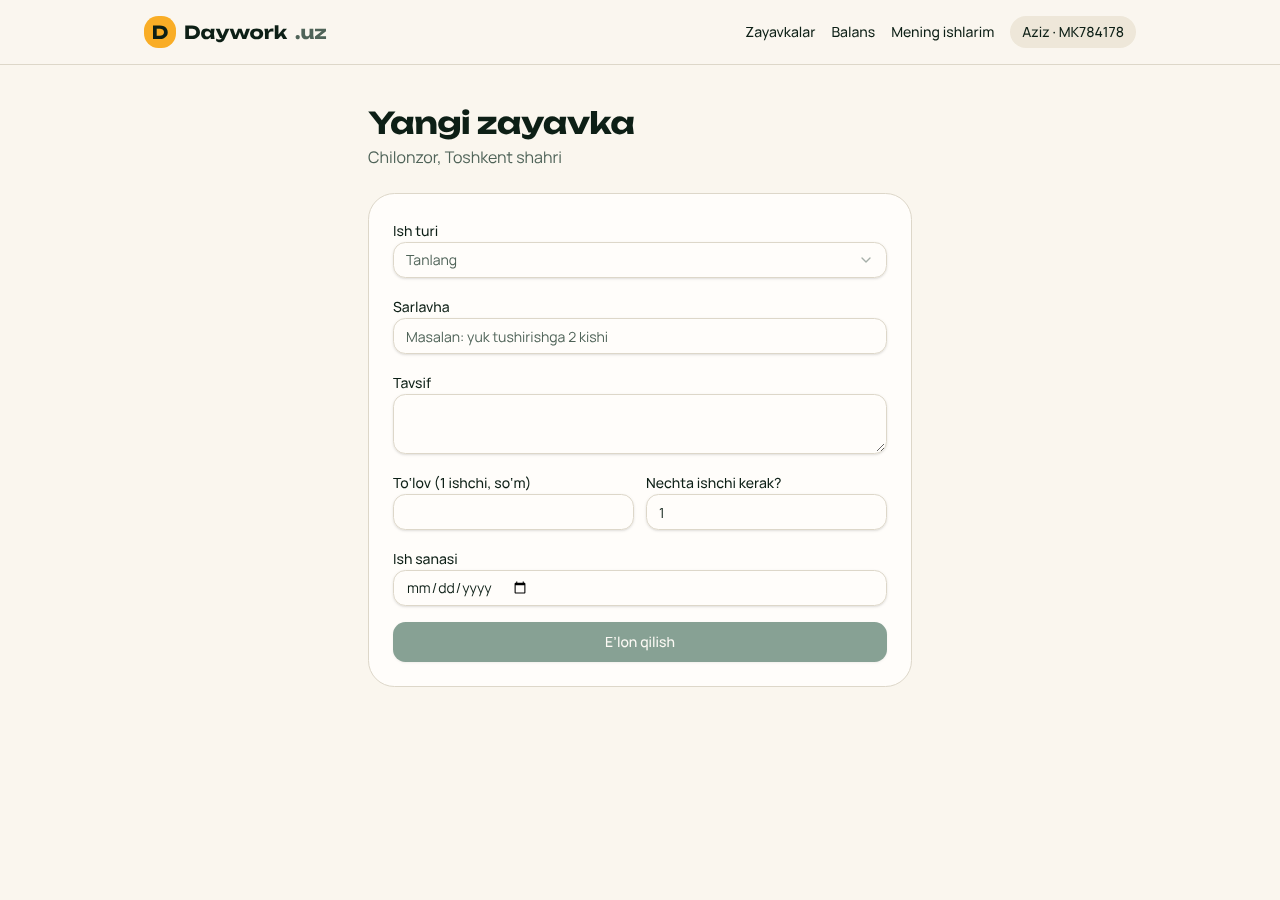 D Daywork .uz Zayavkalar Balans Mening ishlarim Aziz · MK784178
Yangi zayavka
Chilonzor, Toshkent shahri
Ish turi
Tanlang
Sarlavha
Masalan: yuk tushirishga 2 kishi
Tavsif
To'lov (1 ishchi, so'm) Nechta ishchi kerak?
1
Ish sanasi
mm/dd/yyyy
E'lon qilish